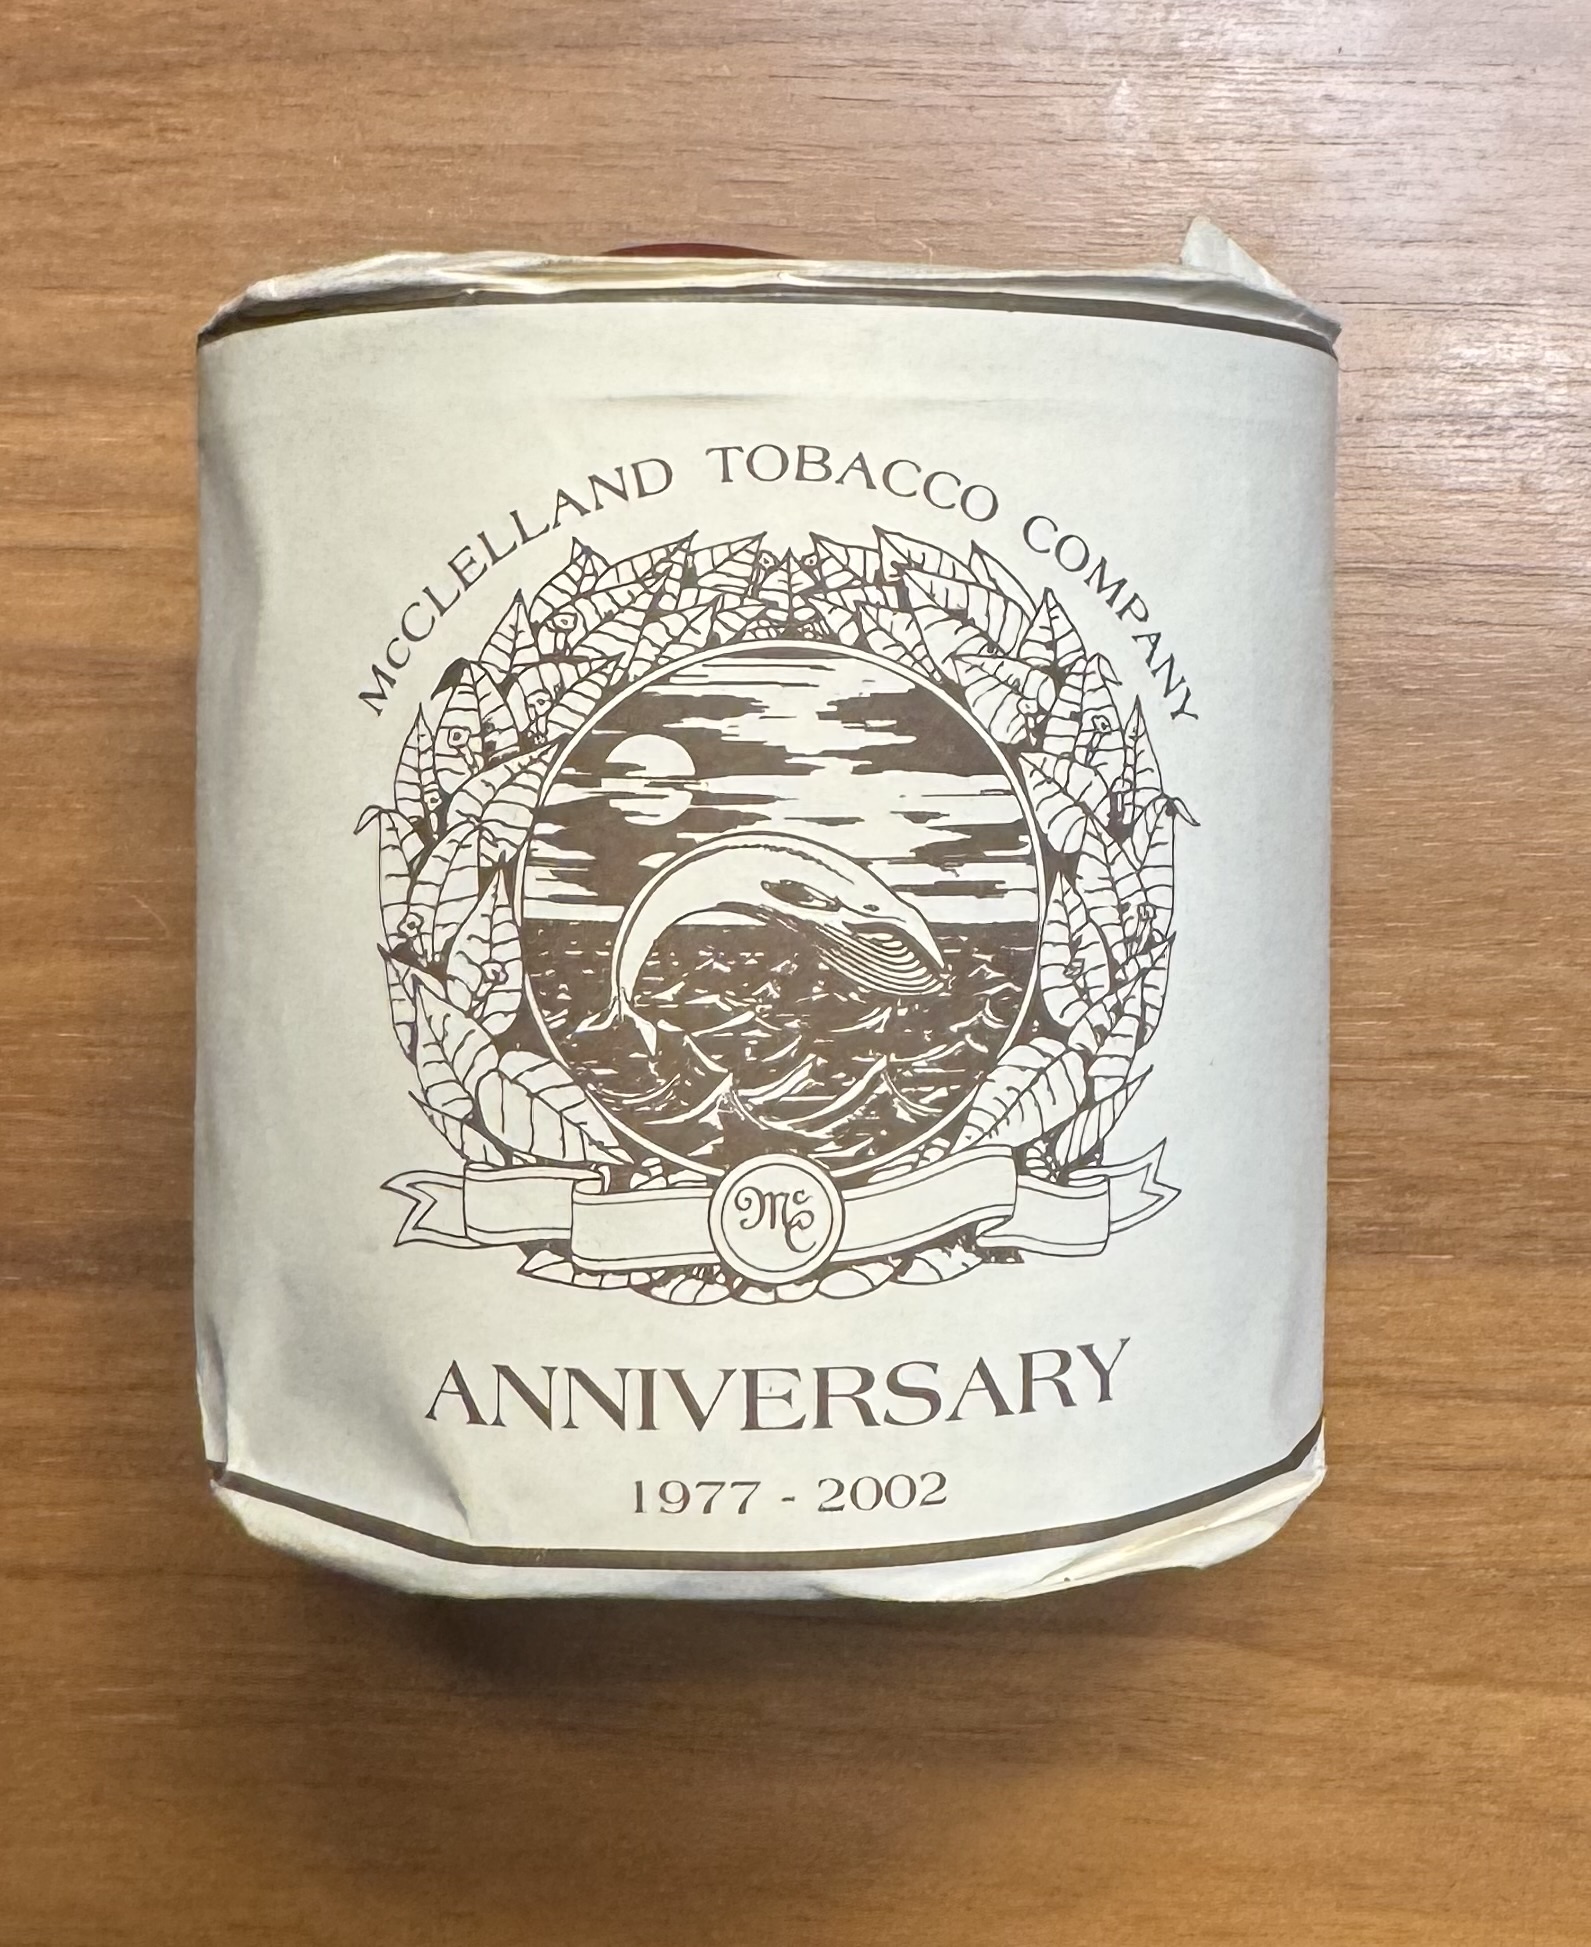 McCLELLAND TOBACCO COMPANY
McC
ANNIVERSARY
1977 - 2002